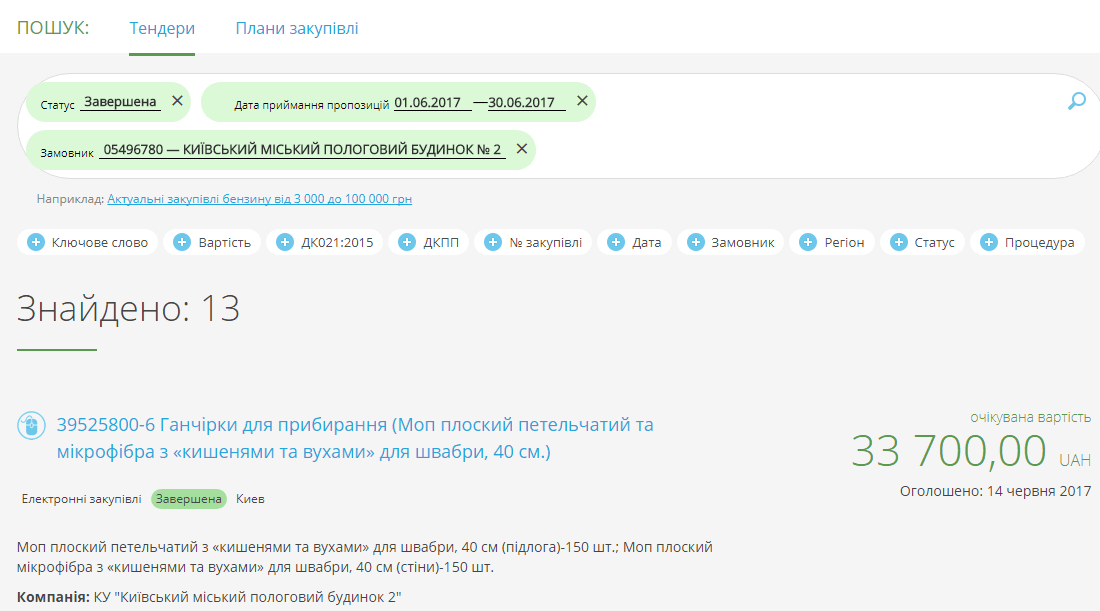 ПОШУК: Тендери Плани закупівлі
Статус Завершена × Дата приймання пропозицій 01.06.2017 —30.06.2017 ×
Замовник 05496780 — КИЇВСЬКИЙ МІСЬКИЙ ПОЛОГОВИЙ БУДИНОК № 2 ×
Наприклад: Актуальні закупівлі бензину від 3 000 до 100 000 грн
+ Ключове слово + Вартість + ДК021:2015 + ДКПП + № закупівлі + Дата + Замовник + Регіон + Статус + Процедура
Знайдено: 13
39525800-6 Ганчірки для прибирання (Моп плоский петельчатий та
мікрофібра з «кишенями та вухами» для швабри, 40 см.)
очікувана вартість
33 700,00 UAH
Оголошено: 14 червня 2017
Електронні закупівлі Завершена Киев
Моп плоский петельчатий з «кишенями та вухами» для швабри, 40 см (підлога)-150 шт.; Моп плоский
мікрофібра з «кишенями та вухами» для швабри, 40 см (стіни)-150 шт.
Компанія: КУ "Київський міський пологовий будинок 2"